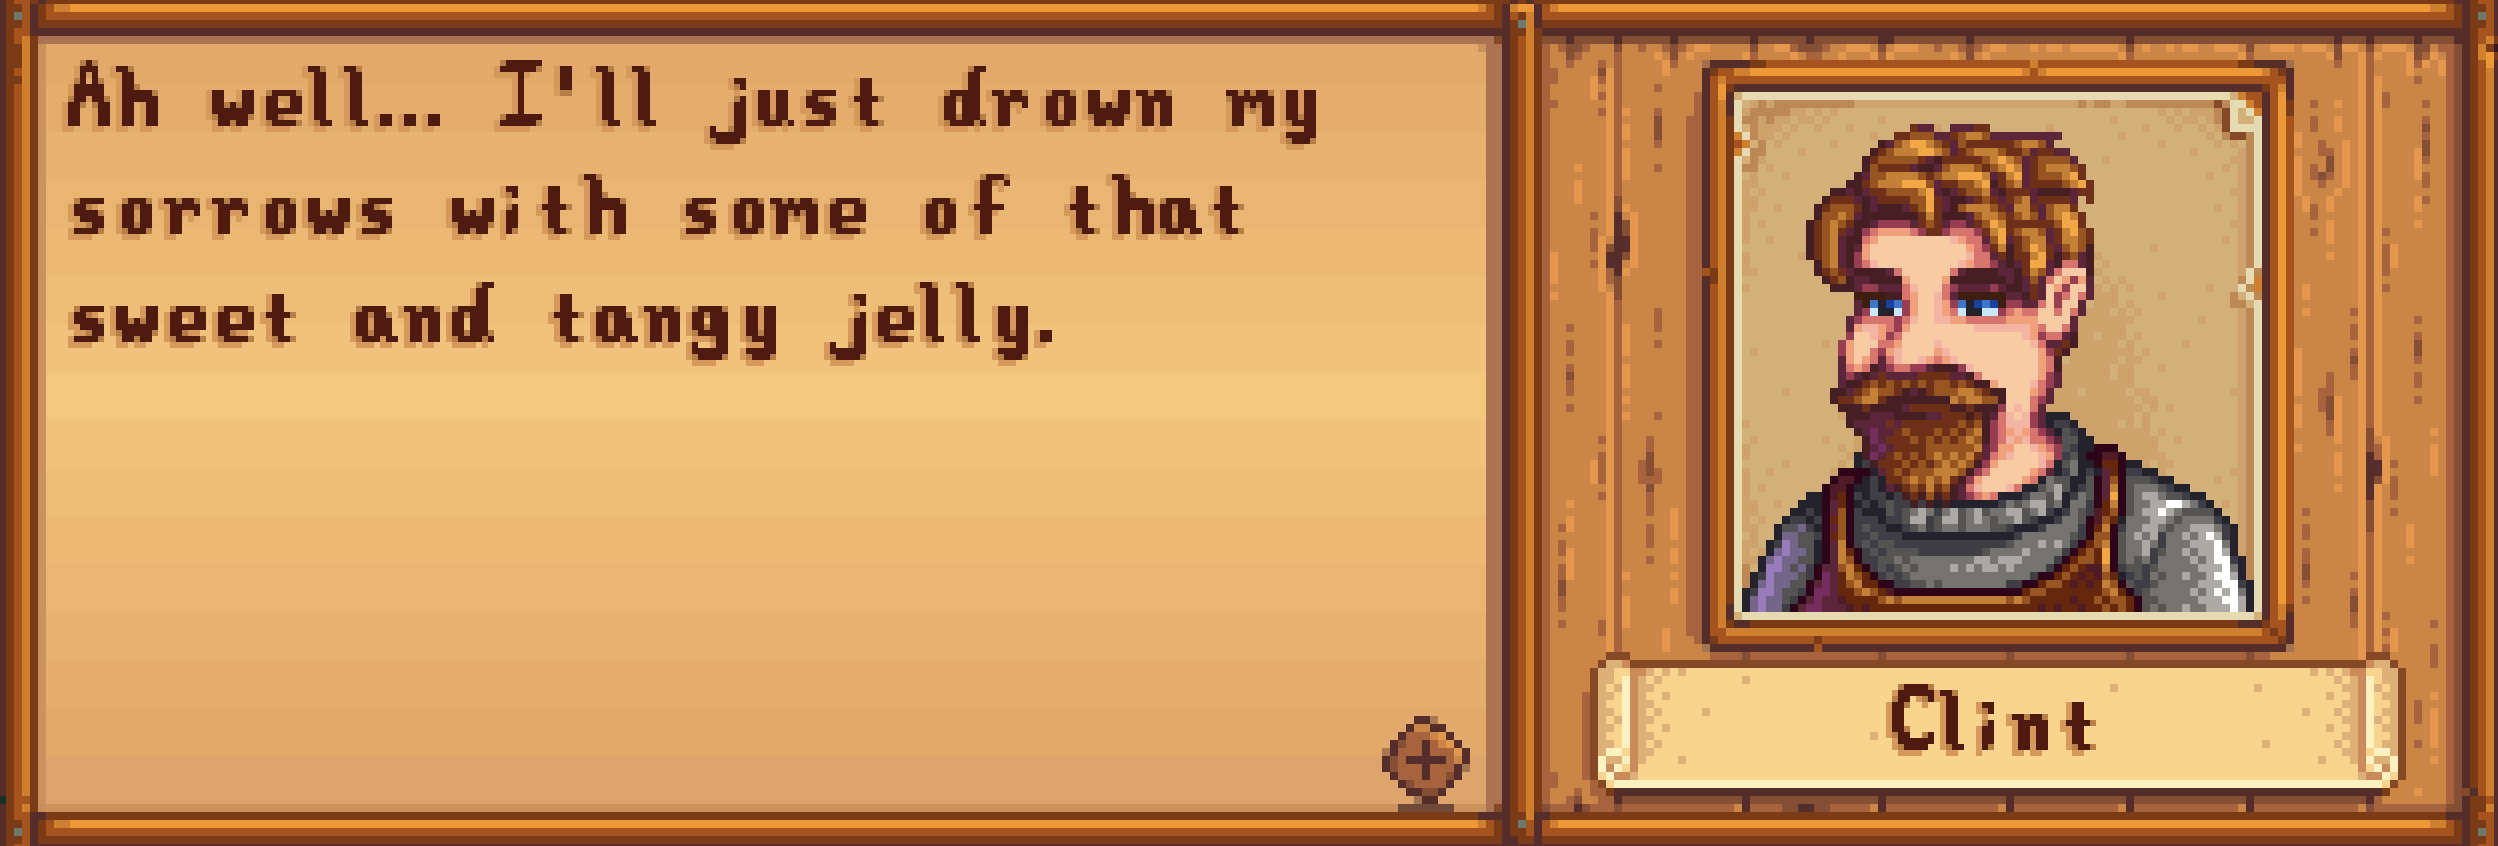 Ah well... I'll just drown my
sorrows with some of that
sweet and tangy jelly.
Clint